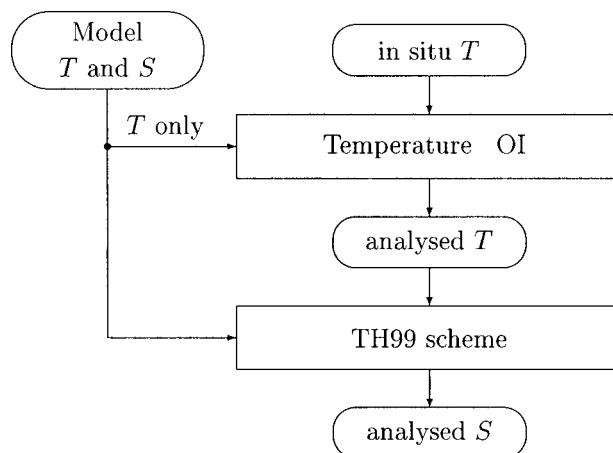 Model
T and S
in situ T
T only
Temperature OI
analysed T
TH99 scheme
analysed S